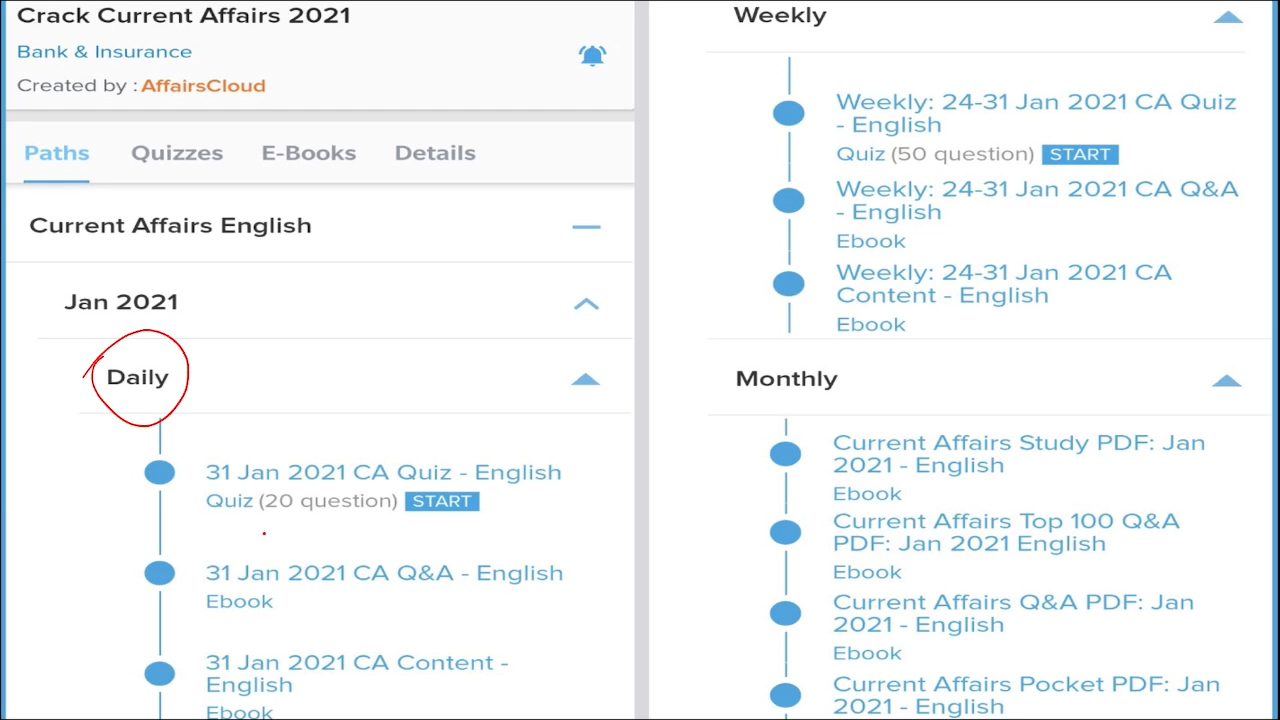 Crack Current Affairs 2021
Bank & Insurance
Created by : AffairsCloud
Paths Quizzes E-Books Details
Current Affairs English
Jan 2021
Daily
31 Jan 2021 CA Quiz - English
Quiz (20 question) START
31 Jan 2021 CA Q&A - English
Ebook
31 Jan 2021 CA Content -
English
Ebook
Weekly
Weekly: 24-31 Jan 2021 CA Quiz
- English
Quiz (50 question) START
Weekly: 24-31 Jan 2021 CA Q&A
- English
Ebook
Weekly: 24-31 Jan 2021 CA
Content - English
Ebook
Monthly
Current Affairs Study PDF: Jan
2021 - English
Ebook
Current Affairs Top 100 Q&A
PDF: Jan 2021 English
Ebook
Current Affairs Q&A PDF: Jan
2021 - English
Ebook
Current Affairs Pocket PDF: Jan
2021 - English